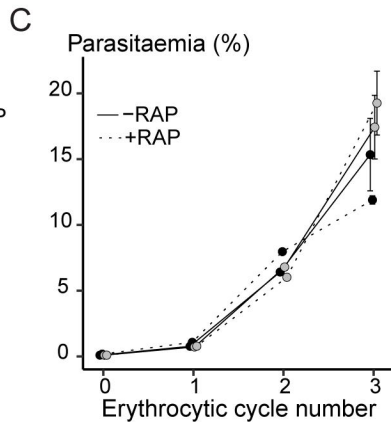 C
Parasitaemia (%)
20
−RAP
+RAP
15
10
5
0
0 1 2 3
Erythrocytic cycle number